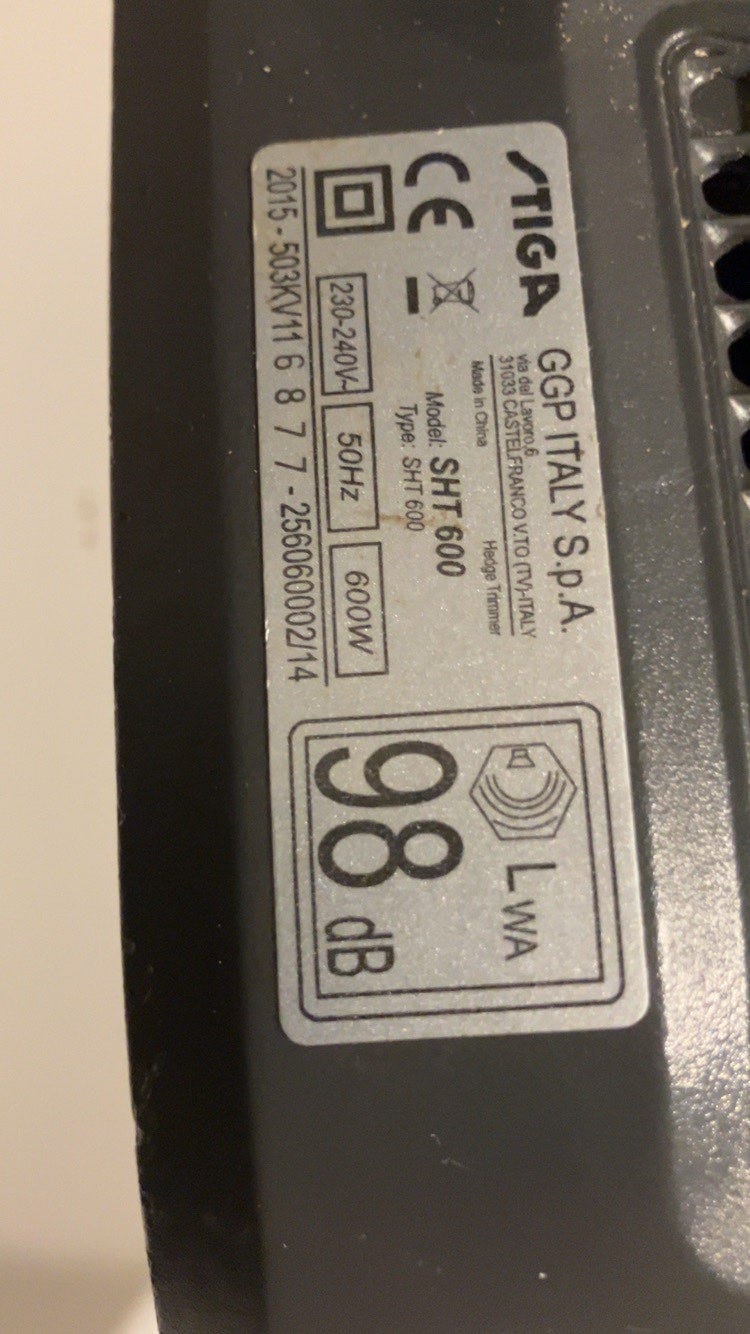 STIGA
GGP ITALY S.p.A.
via del Lavoro,6
31033 CASTELFRANCO V.TO (TV)-ITALY
Made in China
Hedge Trimmer
CE
Model: SHT 600
Type: SHT 600
230-240V~ 50Hz 600W
2015 - 503KV11 6 8 7 7 - 256060002/14
LWA
98 dB